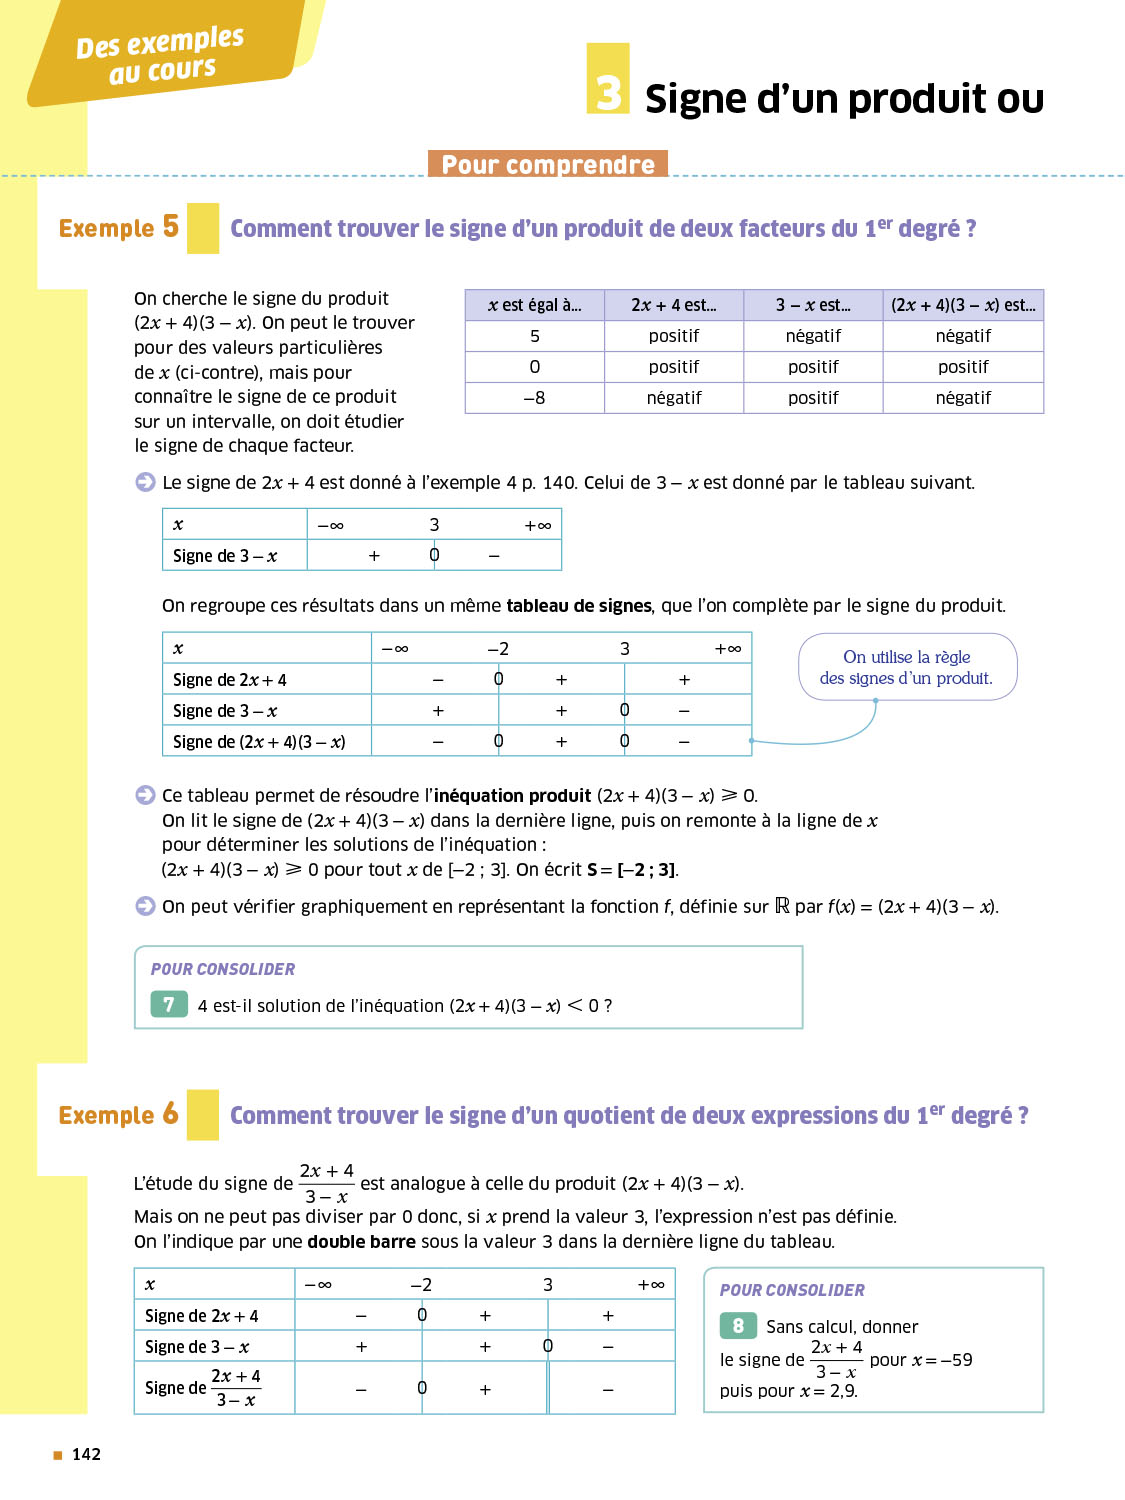 Des exemples
au cours
3 Signe d'un produit ou
Pour comprendre
Exemple 5 Comment trouver le signe d'un produit de deux facteurs du 1er degré ?
On cherche le signe du produit
(2x + 4)(3 – x). On peut le trouver
pour des valeurs particulières
de x (ci-contre), mais pour
connaître le signe de ce produit
sur un intervalle, on doit étudier
le signe de chaque facteur.
x est égal à... 2x + 4 est... 3 – x est... (2x + 4)(3 – x) est...
5 positif négatif négatif
0 positif positif positif
–8 négatif positif négatif
Le signe de 2x + 4 est donné à l'exemple 4 p. 140. Celui de 3 – x est donné par le tableau suivant.
x –∞ 3 +∞
Signe de 3 – x + 0 –
On regroupe ces résultats dans un même tableau de signes, que l'on complète par le signe du produit.
x –∞ –2 3 +∞
Signe de 2x + 4 – 0 + +
Signe de 3 – x + + 0 –
Signe de (2x + 4)(3 – x) – 0 + 0 –
On utilise la règle
des signes d'un produit.
Ce tableau permet de résoudre l'inéquation produit (2x + 4)(3 – x) ⩾ 0.
On lit le signe de (2x + 4)(3 – x) dans la dernière ligne, puis on remonte à la ligne de x
pour déterminer les solutions de l'inéquation :
(2x + 4)(3 – x) ⩾ 0 pour tout x de [–2 ; 3]. On écrit S = [–2 ; 3].
On peut vérifier graphiquement en représentant la fonction f, définie sur ℝ par f(x) = (2x + 4)(3 – x).
POUR CONSOLIDER
7 4 est-il solution de l'inéquation (2x + 4)(3 – x) < 0 ?
Exemple 6 Comment trouver le signe d'un quotient de deux expressions du 1er degré ?
L'étude du signe de (2x + 4)/(3 – x) est analogue à celle du produit (2x + 4)(3 – x).
Mais on ne peut pas diviser par 0 donc, si x prend la valeur 3, l'expression n'est pas définie.
On l'indique par une double barre sous la valeur 3 dans la dernière ligne du tableau.
x –∞ –2 3 +∞
Signe de 2x + 4 – 0 + +
Signe de 3 – x + + 0 –
Signe de (2x + 4)/(3 – x) – 0 + –
POUR CONSOLIDER
8 Sans calcul, donner
le signe de (2x + 4)/(3 – x) pour x = –59
puis pour x = 2,9.
142